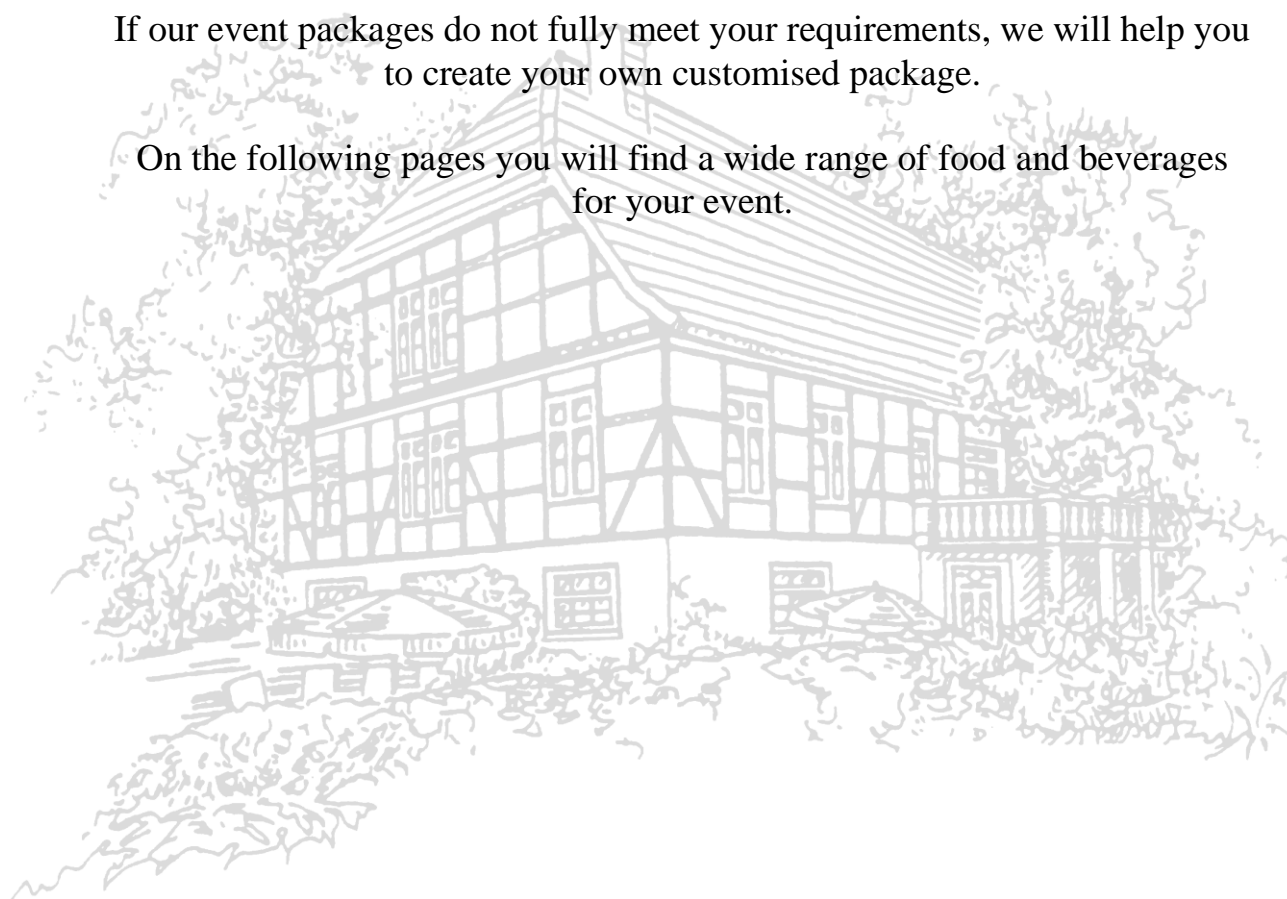 If our event packages do not fully meet your requirements, we will help you
to create your own customised package.
On the following pages you will find a wide range of food and beverages
for your event.